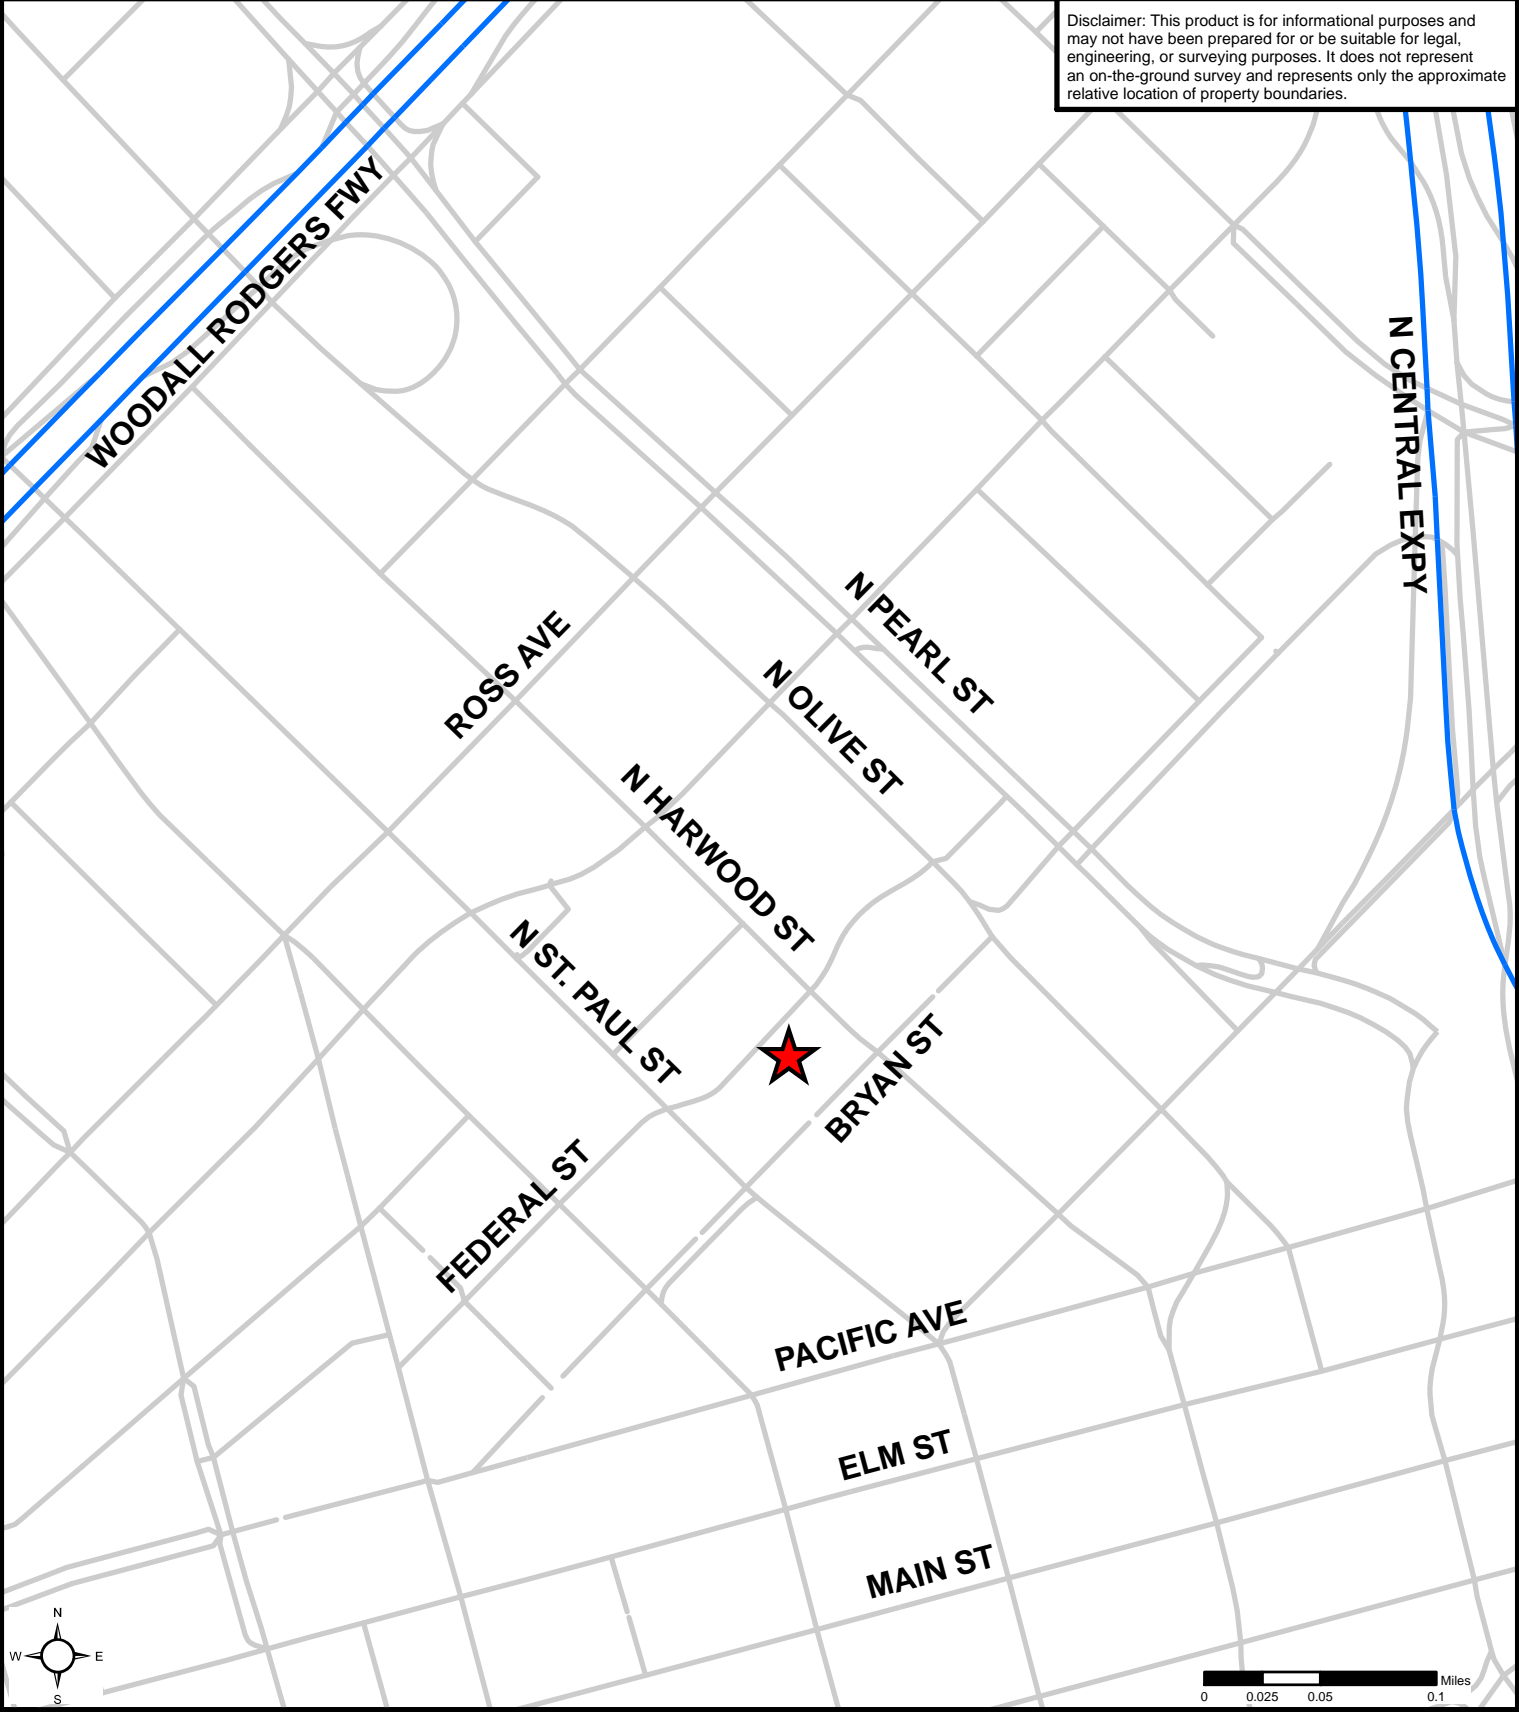 Disclaimer: This product is for informational purposes and
may not have been prepared for or be suitable for legal,
engineering, or surveying purposes. It does not represent
an on-the-ground survey and represents only the approximate
relative location of property boundaries.
WOODALL RODGERS FWY
N CENTRAL EXPY
ROSS AVE
N PEARL ST
N OLIVE ST
N HARWOOD ST
N ST. PAUL ST
BRYAN ST
FEDERAL ST
PACIFIC AVE
ELM ST
MAIN ST
N
W E
S
Miles
0 0.025 0.05 0.1